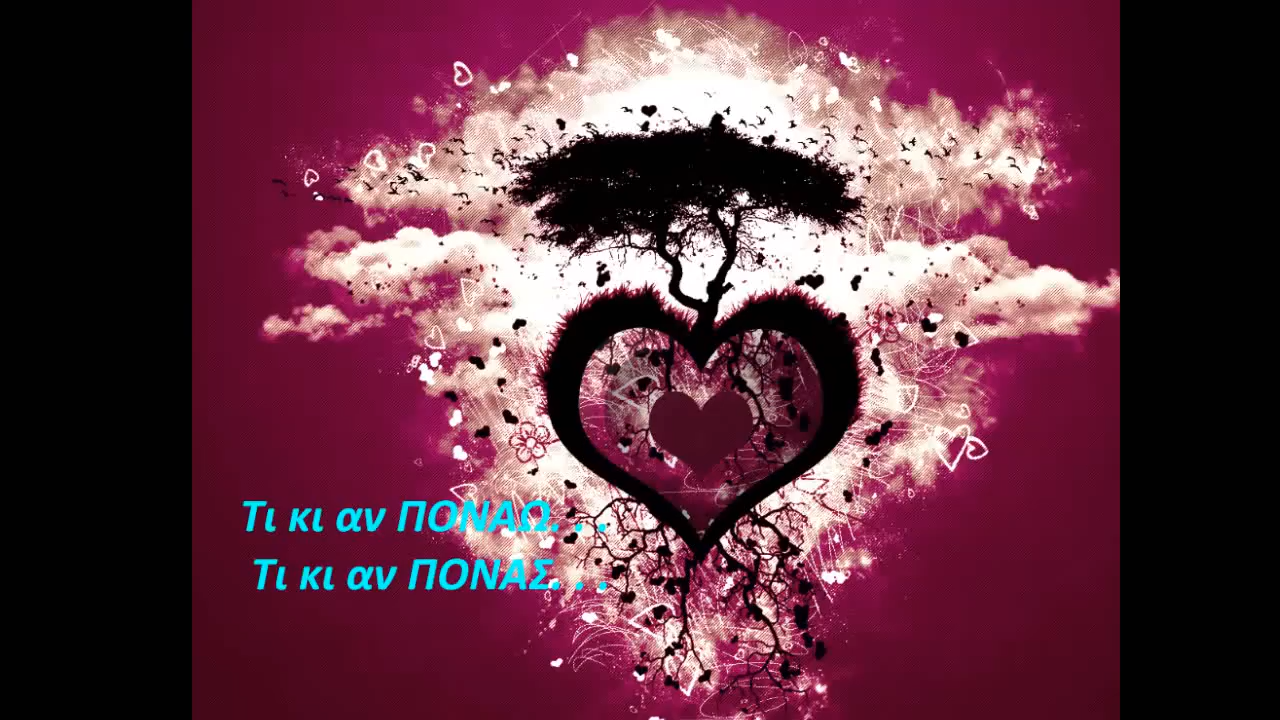 Τι κι αν ΠΟΝΑΩ. . .
Τι κι αν ΠΟΝΑΣ. . .